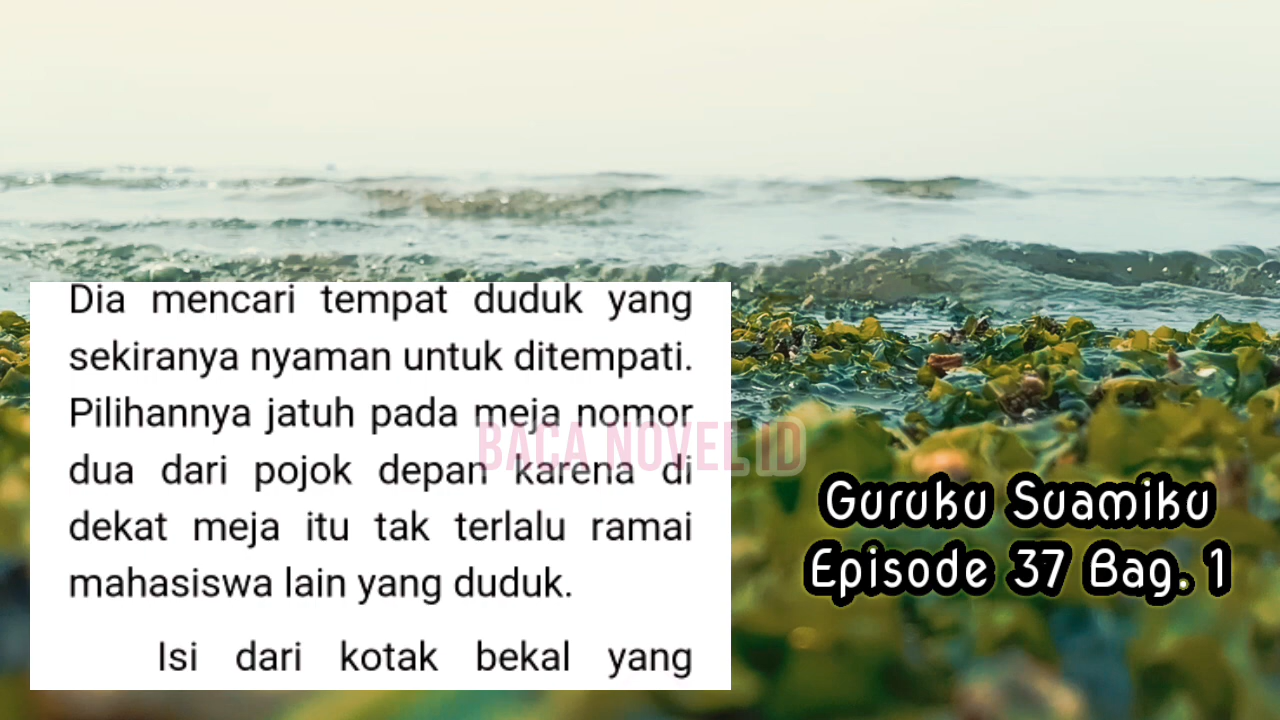 Dia mencari tempat duduk yang
sekiranya nyaman untuk ditempati.
Pilihannya jatuh pada meja nomor
dua dari pojok depan karena di
dekat meja itu tak terlalu ramai
mahasiswa lain yang duduk.
Isi dari kotak bekal yang
BACA NOVEL ID
Guruku Suamiku
Episode 37 Bag. 1